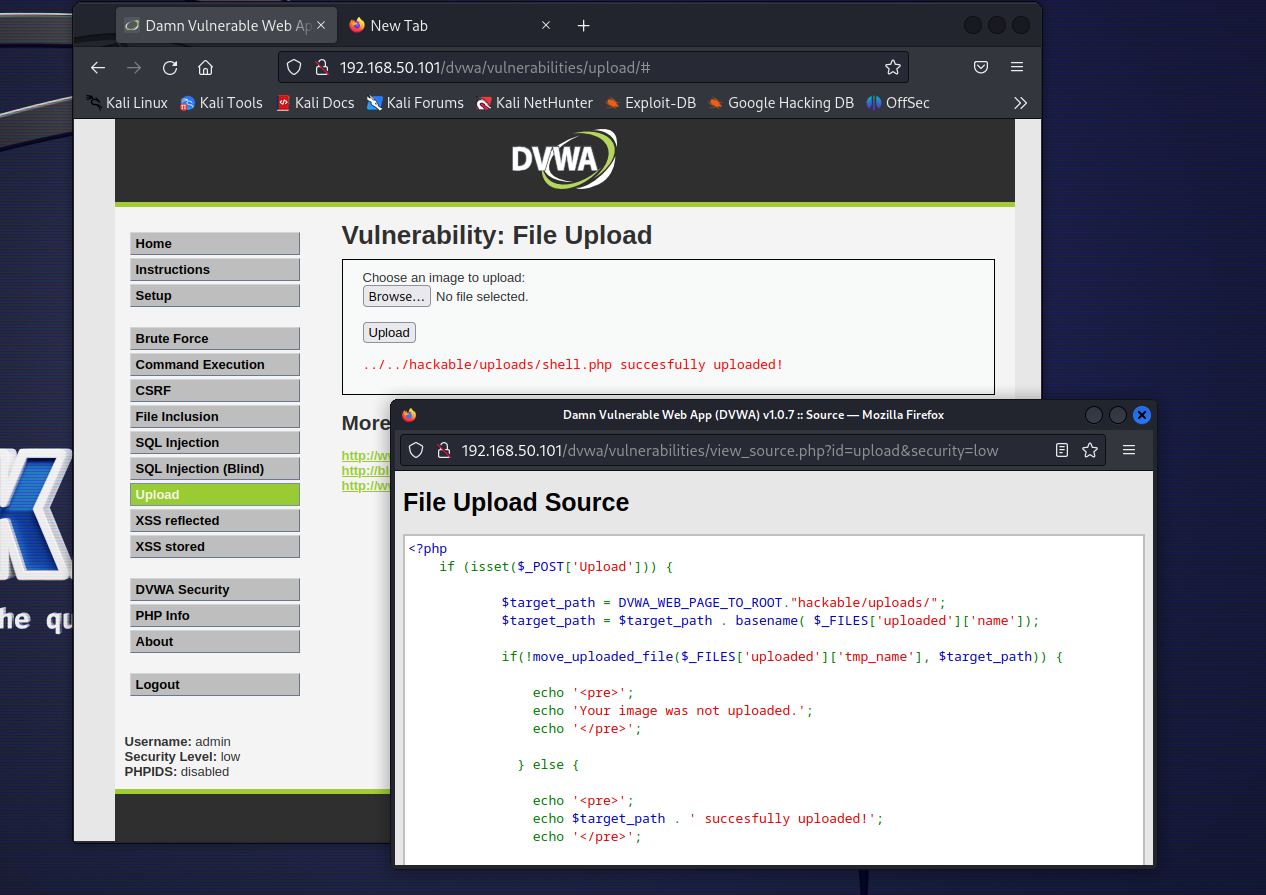 Damn Vulnerable Web Ap
New Tab
192.168.50.101/dvwa/vulnerabilities/upload/#
Kali Linux Kali Tools Kali Docs Kali Forums Kali NetHunter Exploit-DB Google Hacking DB OffSec
DVWA
Home
Instructions
Setup
Brute Force
Command Execution
CSRF
File Inclusion
SQL Injection
SQL Injection (Blind)
Upload
XSS reflected
XSS stored
DVWA Security
PHP Info
About
Logout
Username: admin
Security Level: low
PHPIDS: disabled
Vulnerability: File Upload
Choose an image to upload:
Browse... No file selected.
Upload
../../hackable/uploads/shell.php succesfully uploaded!
More
http://w
http://bl
http://w
Damn Vulnerable Web App (DVWA) v1.0.7 :: Source — Mozilla Firefox
192.168.50.101/dvwa/vulnerabilities/view_source.php?id=upload&security=low
File Upload Source
<?php
if (isset($_POST['Upload'])) {
$target_path = DVWA_WEB_PAGE_TO_ROOT."hackable/uploads/";
$target_path = $target_path . basename( $_FILES['uploaded']['name']);
if(!move_uploaded_file($_FILES['uploaded']['tmp_name'], $target_path)) {
echo '<pre>';
echo 'Your image was not uploaded.';
echo '</pre>';
} else {
echo '<pre>';
echo $target_path . ' succesfully uploaded!';
echo '</pre>';
he qu